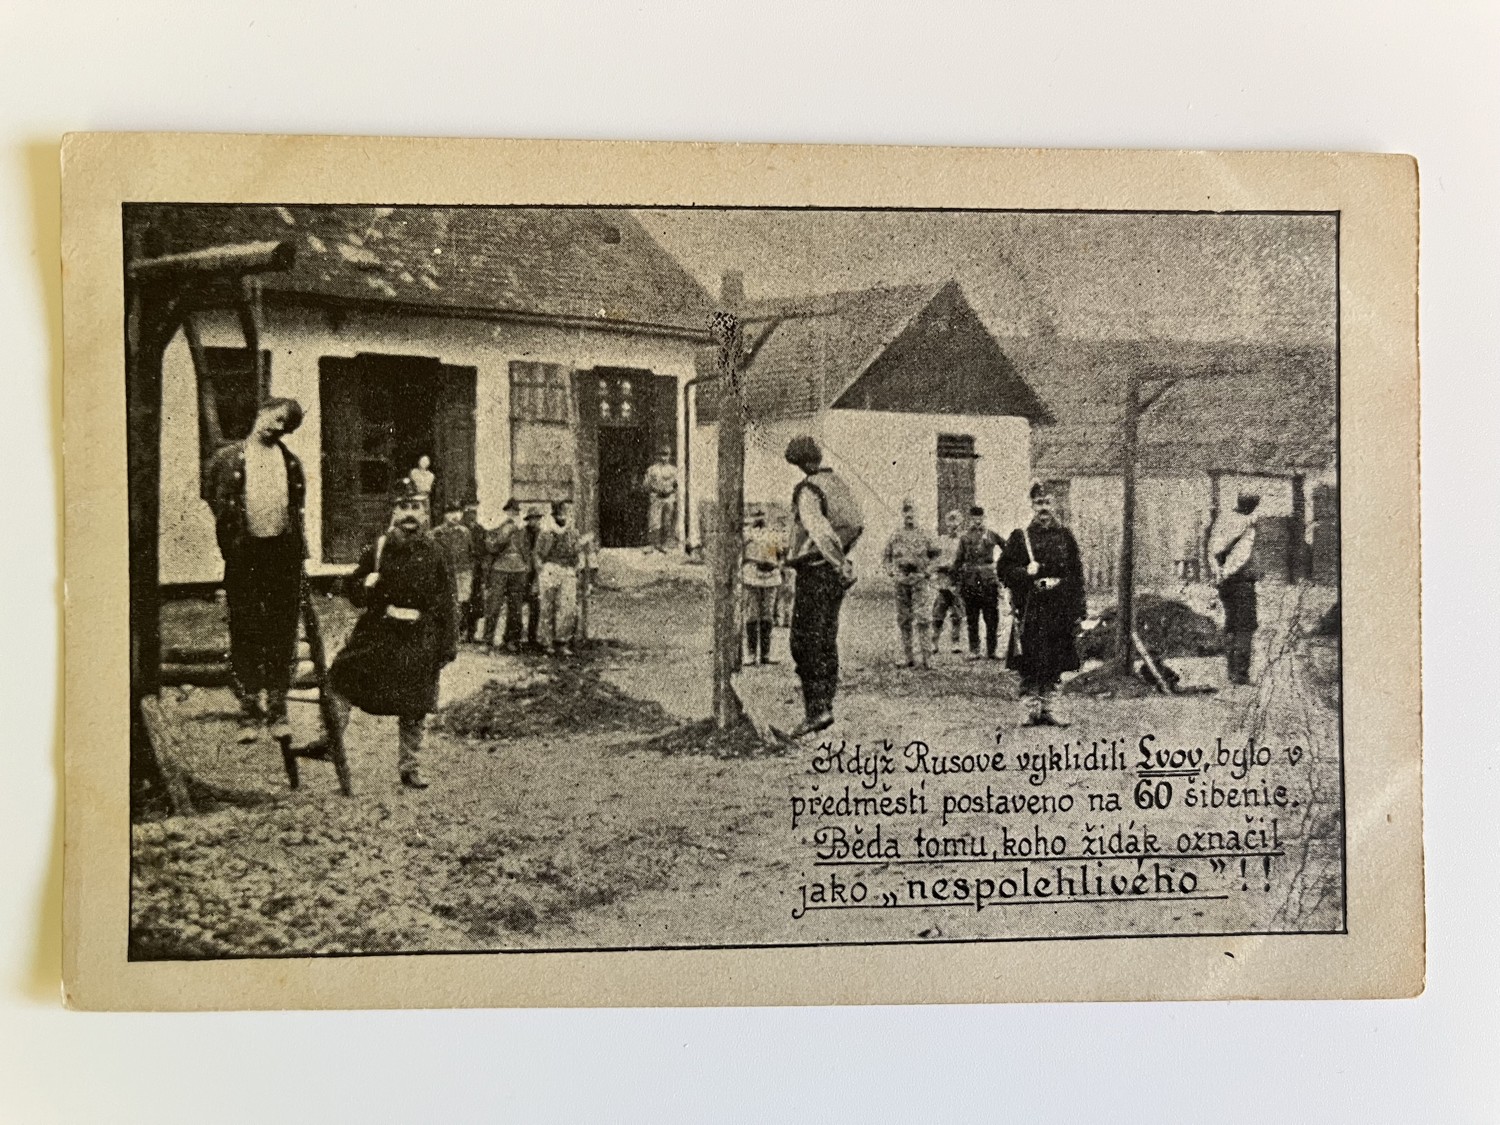 Když Rusové vyklidili Lvov, bylo v
předměstí postaveno na 60 šibenic.
Běda tomu, koho židák označil
jako „nespolehlivého”!!